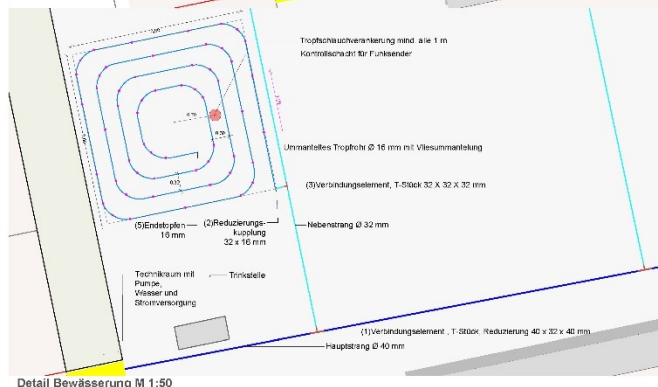 Tropfschlauchverankerung mind. alle 1 m
Kontrollschacht für Funksender
Ummanteltes Tropfrohr Ø 16 mm mit Vliesummantelung
(3)Verbindungselement, T-Stück 32 X 32 X 32 mm
(5)Endstopfen
16 mm
(2)Reduzierungs-
kupplung
32 x 16 mm
Nebenstrang Ø 32 mm
Technikraum mit
Pumpe,
Wasser und
Stromversorgung
Trinkstelle
(1)Verbindungselement , T-Stück, Reduzierung 40 x 32 x 40 mm
Hauptstrang Ø 40 mm
Detail Bewässerung M 1:50